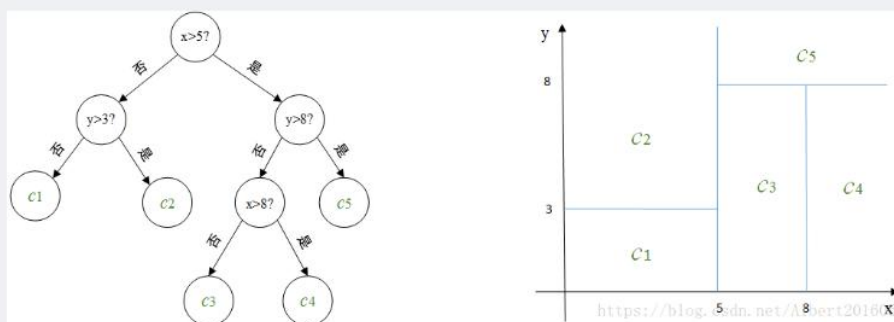 x>5?
否
是
y>3?
y>8?
否
是
否
是
C1
C2
x>8?
C5
否
是
C3
C4
y
8
3
C5
C2
C3
C4
C1
5
8
x
https://blog.csdn.net/Albert20160